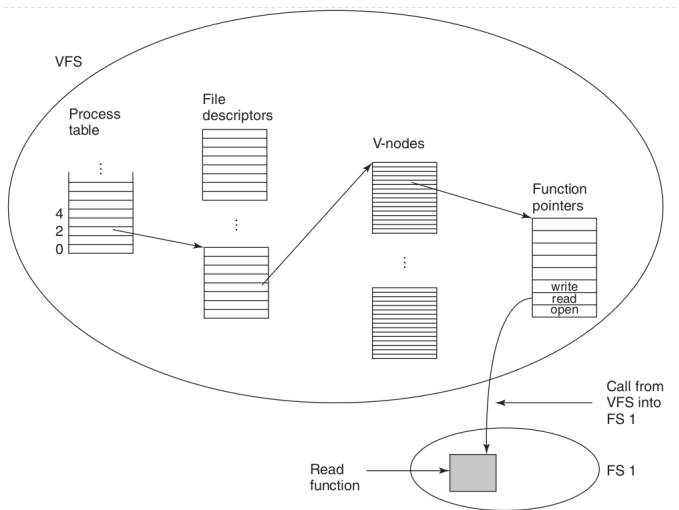 VFS
Process
table
File
descriptors
V-nodes
Function
pointers
4
2
0
write
read
open
Call from
VFS into
FS 1
Read
function
FS 1